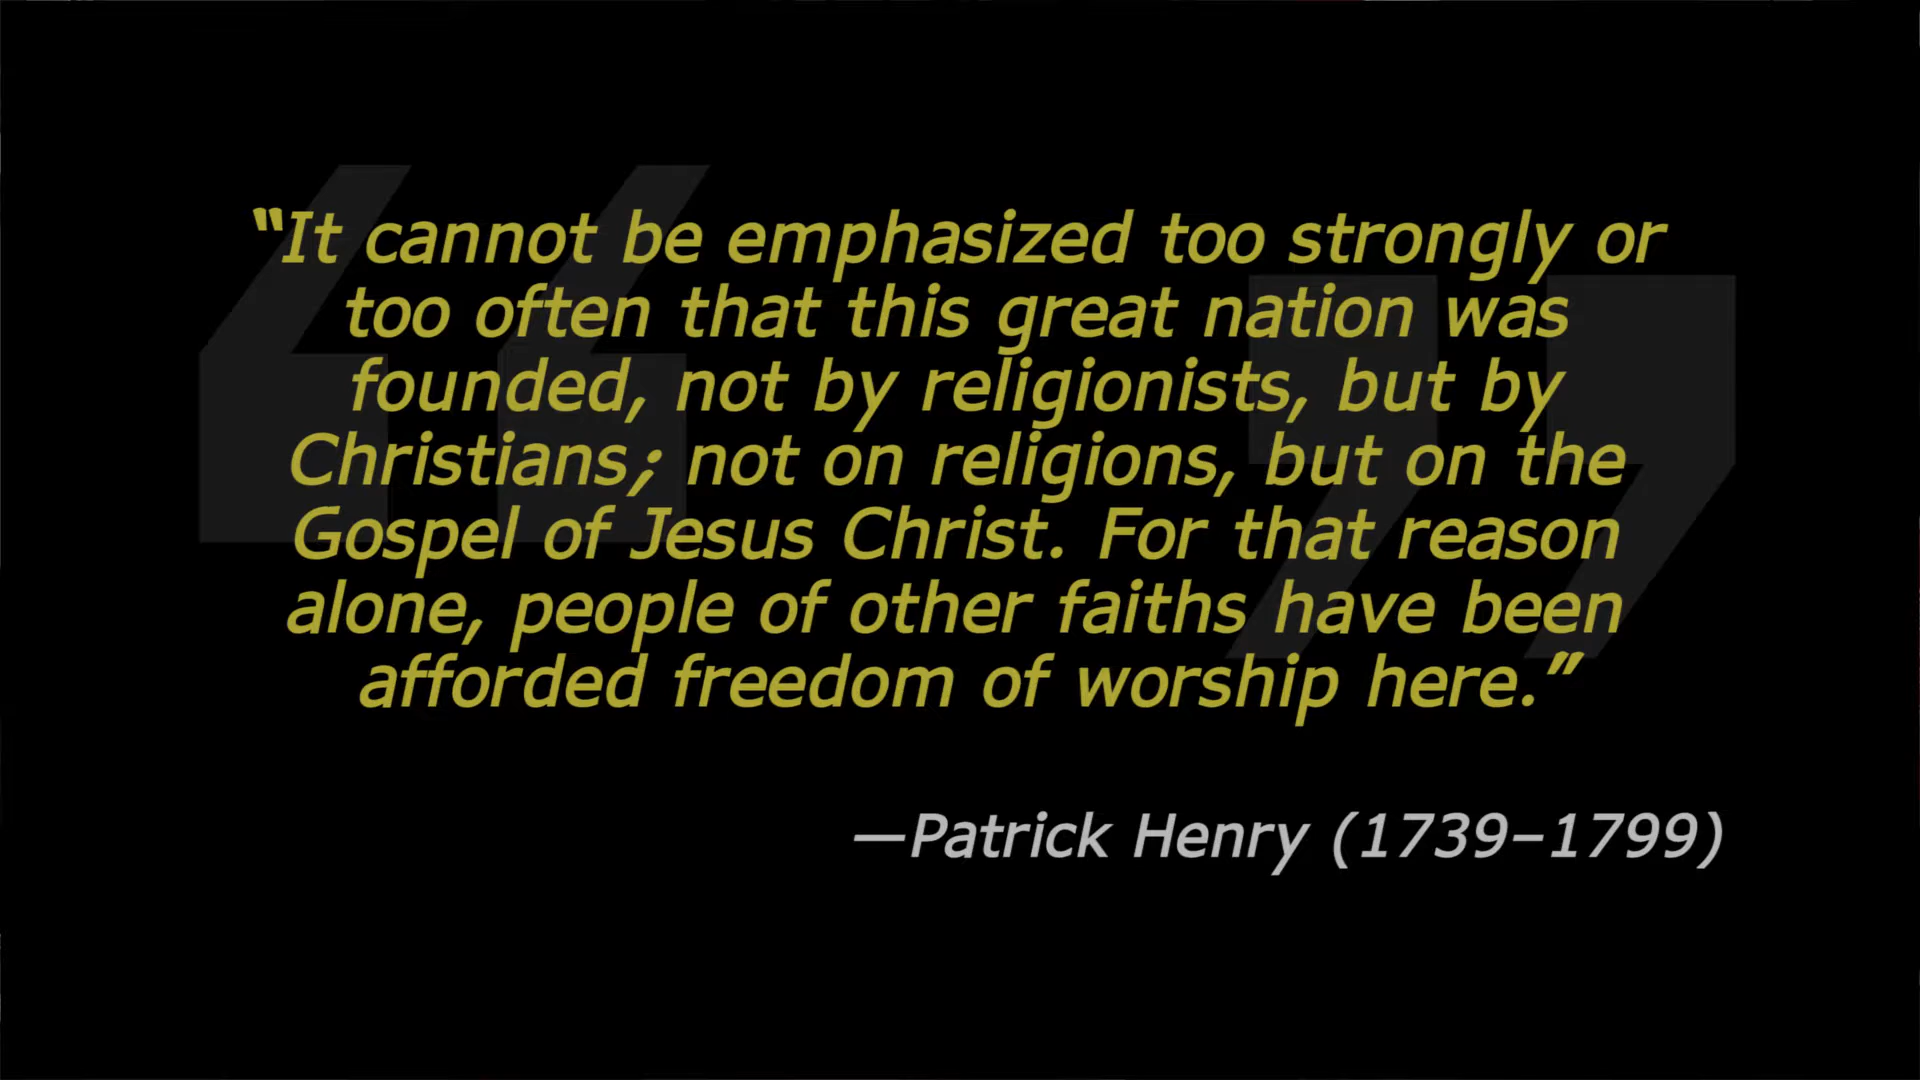 “It cannot be emphasized too strongly or
too often that this great nation was
founded, not by religionists, but by
Christians; not on religions, but on the
Gospel of Jesus Christ. For that reason
alone, people of other faiths have been
afforded freedom of worship here.”
—Patrick Henry (1739–1799)